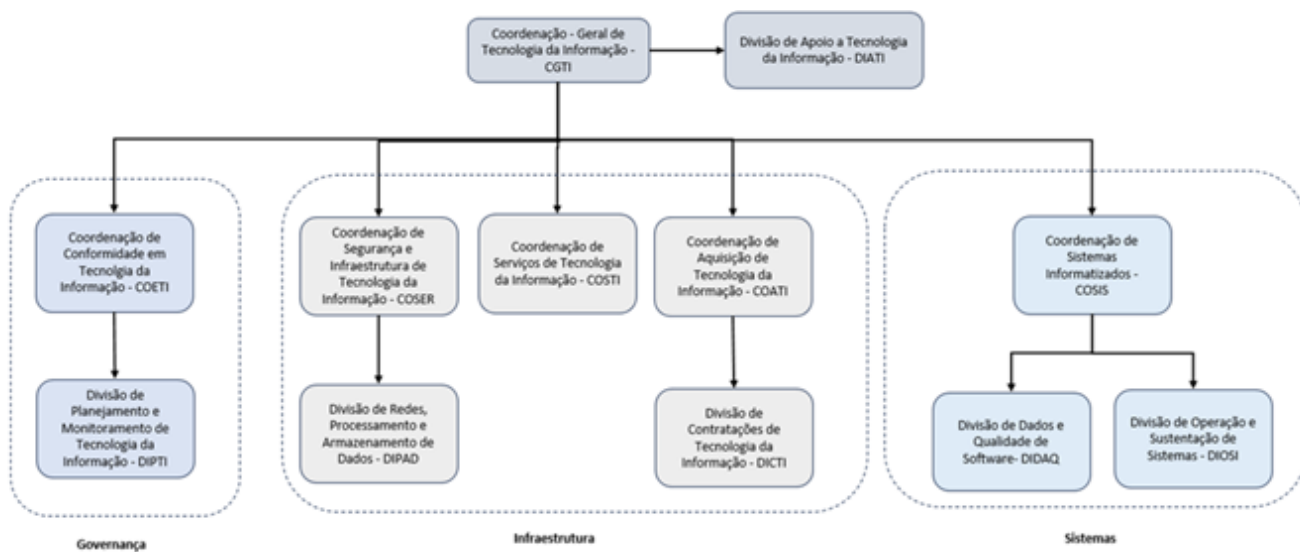 Coordenação - Geral de
Tecnologia da Informação -
CGTI
Divisão de Apoio a Tecnologia
da Informação - DIATI
Coordenação de
Conformidade em
Tecnolgia da
Informação - COETI
Coordenação de
Segurança e
Infraestrutura de
Tecnologia da
Informação - COSER
Coordenação de
Serviços de Tecnologia
da Informação - COSTI
Coordenação de
Aquisição de
Tecnologia da
Informação - COATI
Coordenação de
Sistemas
Informatizados -
COSIS
Divisão de
Planejamento e
Monitoramento de
Tecnologia da
Informação - DIPTI
Divisão de Redes,
Processamento e
Armazenamento de
Dados - DIPAD
Divisão de
Contratações de
Tecnologia da
Informação - DICTI
Divisão de Dados e
Qualidade de
Software- DIDAQ
Divisão de Operação e
Sustentação de
Sistemas - DIOSI
Governança
Infraestrutura
Sistemas